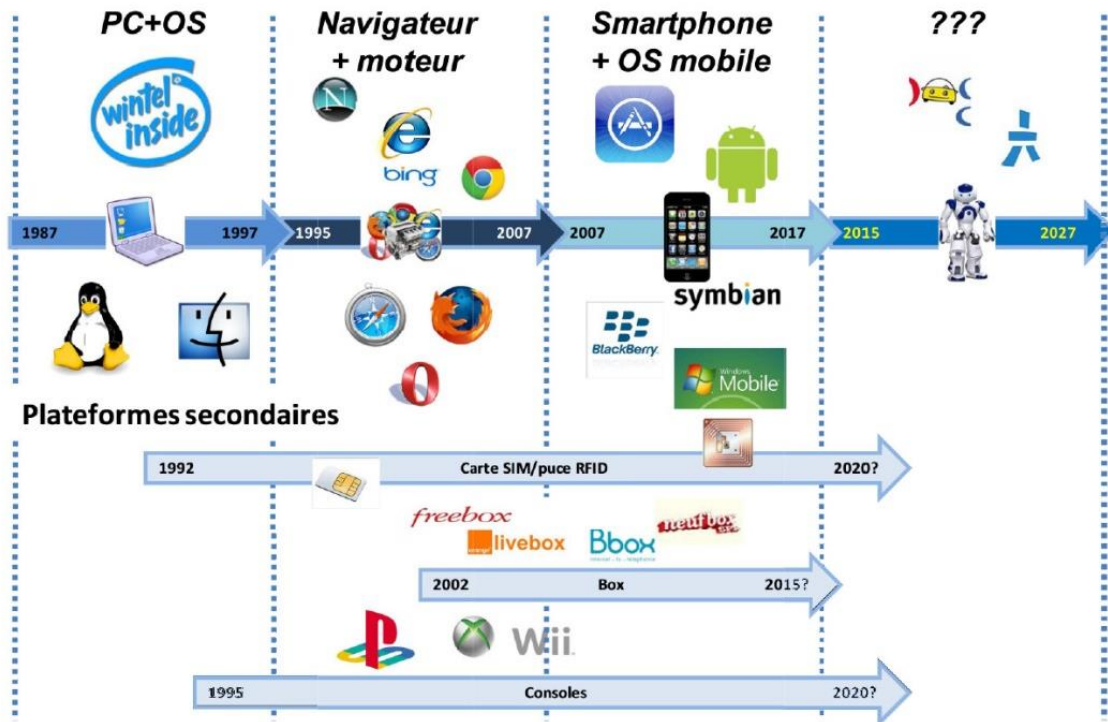 PC+OS
Navigateur
+ moteur
Smartphone
+ OS mobile
???
wintel
inside
N
bing
1987
1997
1995
2007
2007
2017
2015
2027
symbian
BlackBerry.
Windows
Mobile
Plateformes secondaires
1992
Carte SIM/puce RFID
2020?
freebox
livebox
Bbox
neufbox
2002
Box
2015?
Wii.
1995
Consoles
2020?